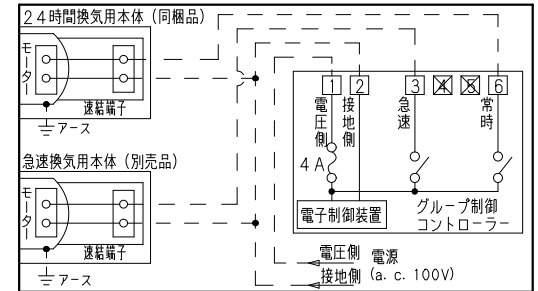 24時間換気用本体(同梱品)
モーター
速結端子
アース
急速換気用本体(別売品)
モーター
速結端子
アース
1 2 3 4 5 6
電圧側
接地側
急速
常時
4A
電子制御装置
グループ制御
コントローラー
電圧側 電源
接地側 (a.c.100V)